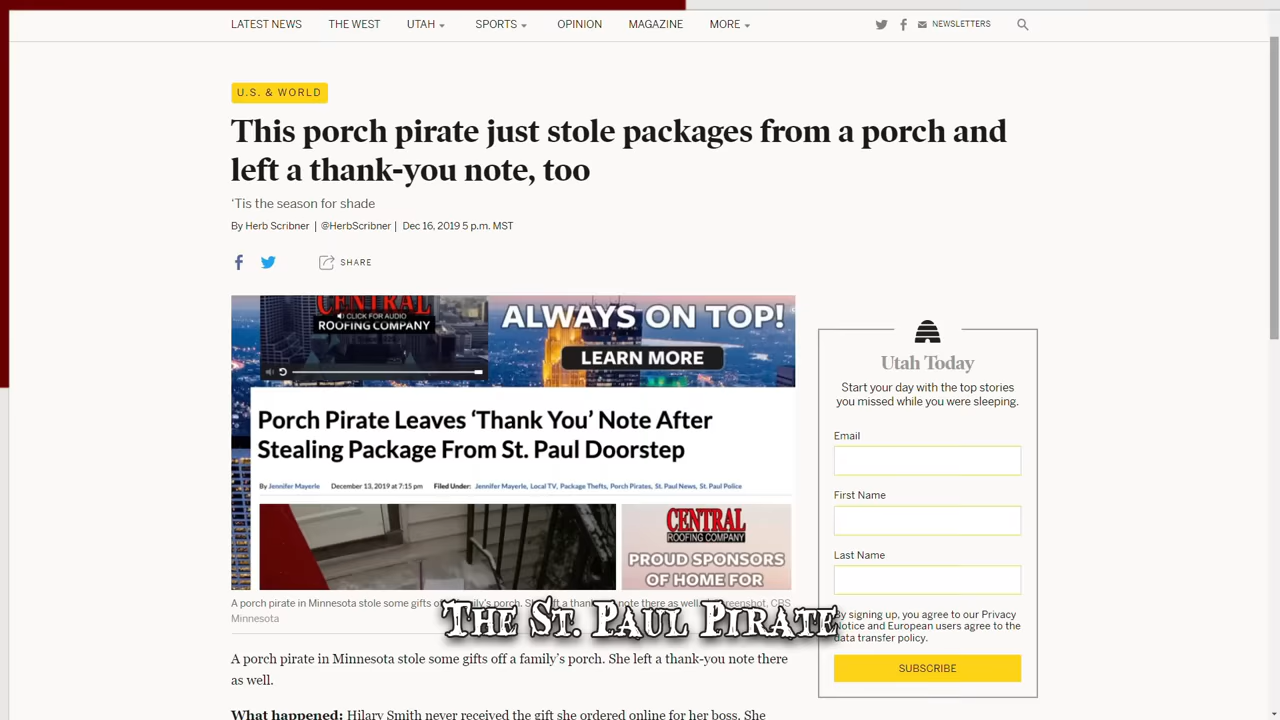 LATEST NEWS THE WEST UTAH SPORTS OPINION MAGAZINE MORE NEWSLETTERS
U.S. & WORLD
This porch pirate just stole packages from a porch and
left a thank-you note, too
‘Tis the season for shade
By Herb Scribner | @HerbScribner | Dec 16, 2019 5 p.m. MST
SHARE
CENTRAL
CLICK FOR AUDIO
ROOFING COMPANY
ALWAYS ON TOP!
LEARN MORE
Porch Pirate Leaves ‘Thank You’ Note After
Stealing Package From St. Paul Doorstep
By Jennifer Mayerle December 13, 2019 at 7:15 pm Filed Under: Jennifer Mayerle, Local TV, Package Thefts, Porch Pirates, St. Paul News, St. Paul Police
CENTRAL
ROOFING COMPANY
PROUD SPONSORS
OF HOME FOR
A porch pirate in Minnesota stole some gifts family’s porch. note there as well. Screenshot, CBS
Minnesota
The St. Paul Pirate
A porch pirate in Minnesota stole some gifts off a family’s porch. She left a thank-you note there
as well.
What happened: Hilary Smith never received the gift she ordered online for her boss. She
Utah Today
Start your day with the top stories
you missed while you were sleeping.
Email
First Name
Last Name
By signing up, you agree to our Privacy
Notice and European users agree to the
data transfer policy.
SUBSCRIBE